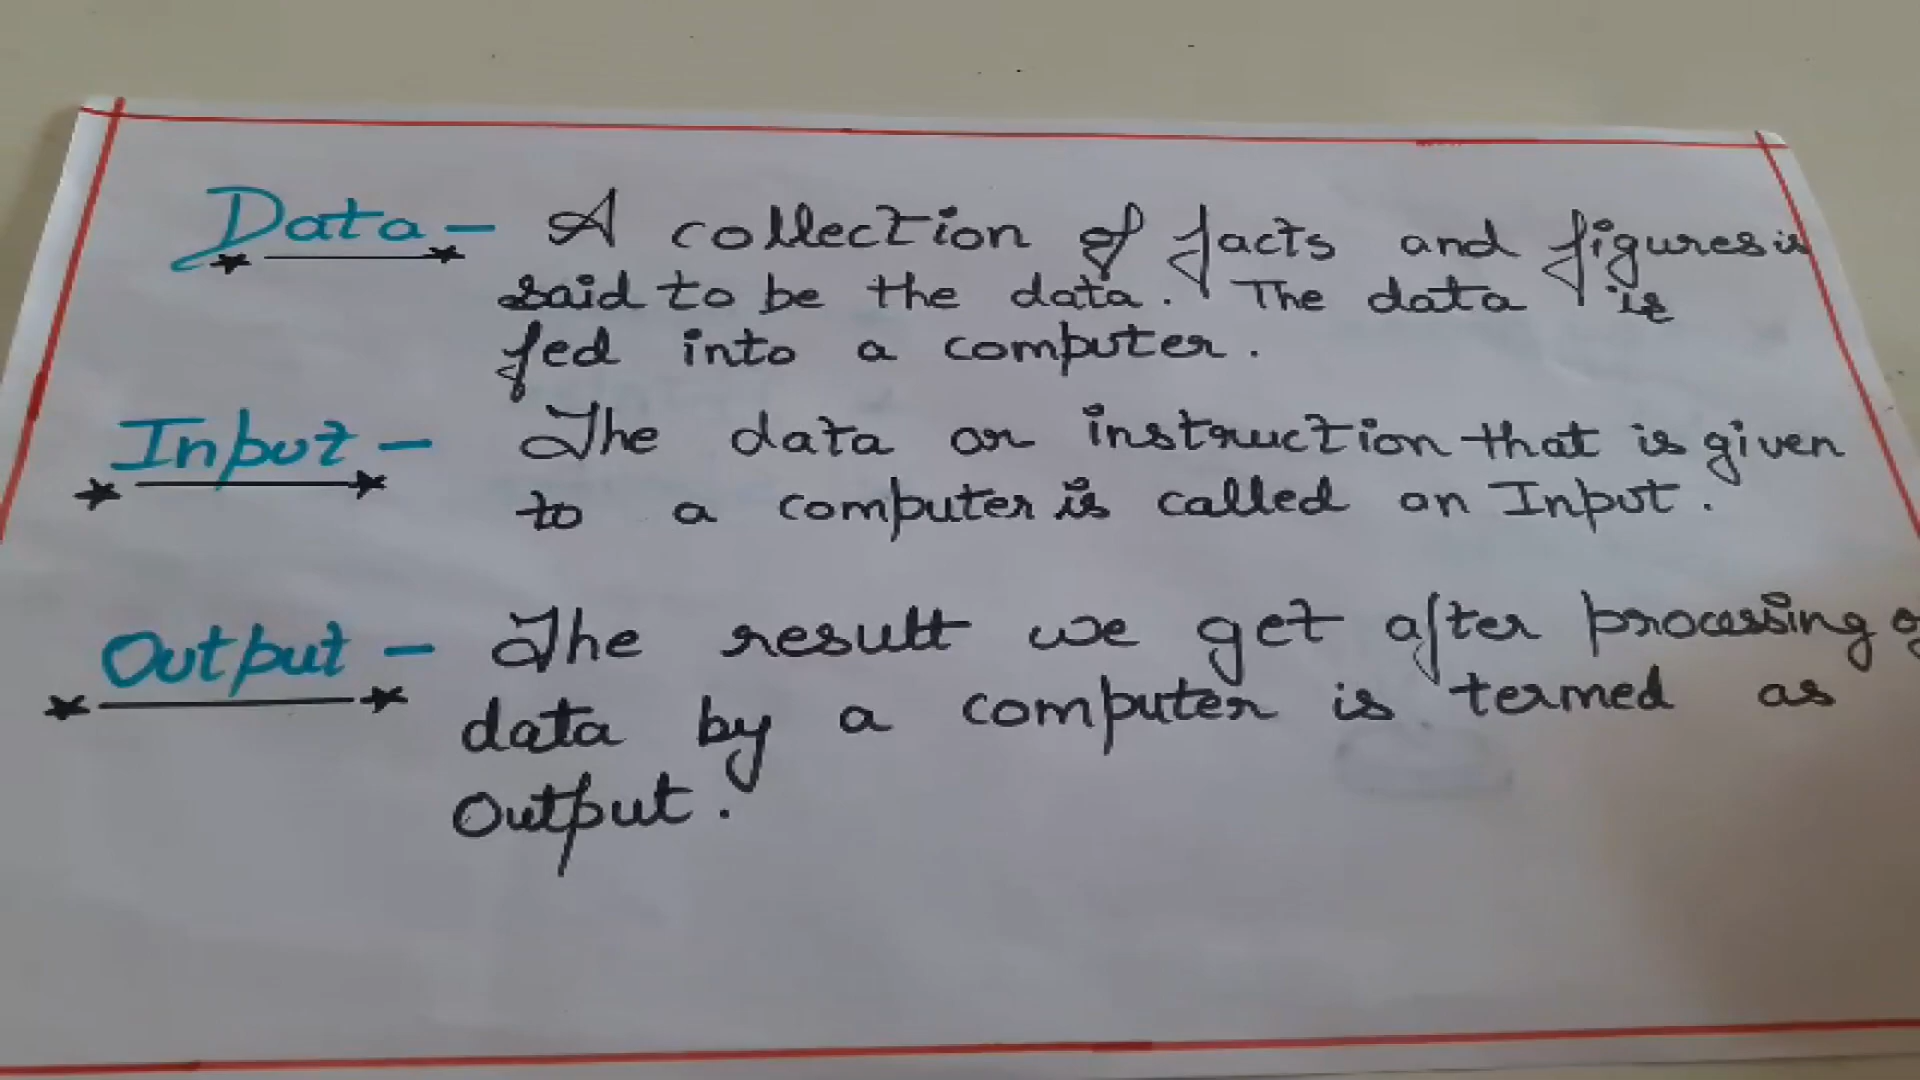 Data - A collection of facts and figures is
said to be the data. The data is
fed into a computer.
Input - The data or instruction that is given
to a computer is called an Input.
Output - The result we get after processing of
data by a computer is termed as
Output.